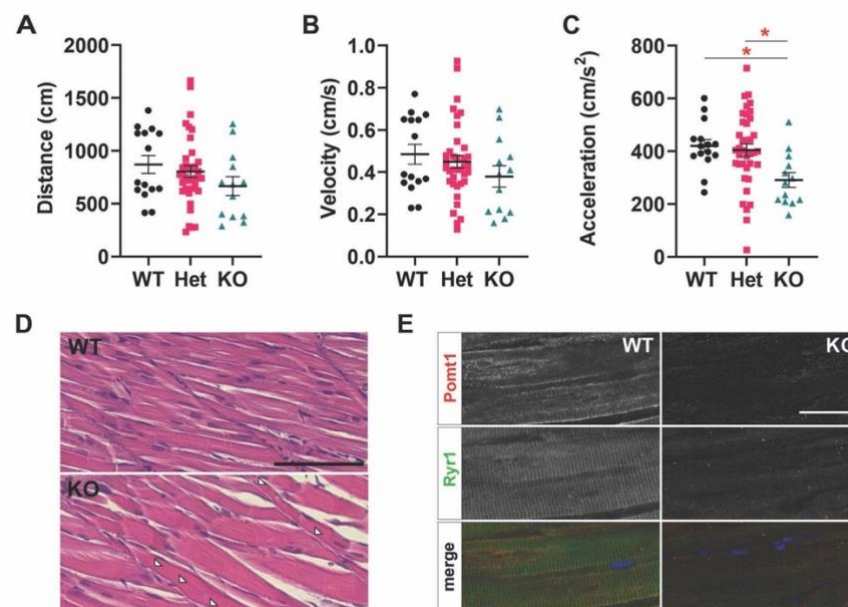 A
Distance (cm)
2000
1500
1000
500
0
WT Het KO
B
Velocity (cm/s)
1.0
0.8
0.6
0.4
0.2
0.0
WT Het KO
C
Acceleration (cm/s²)
800
600
400
200
0
* 
*
WT Het KO
D
WT
KO
E
Pomt1
WT
KO
Ryr1
merge